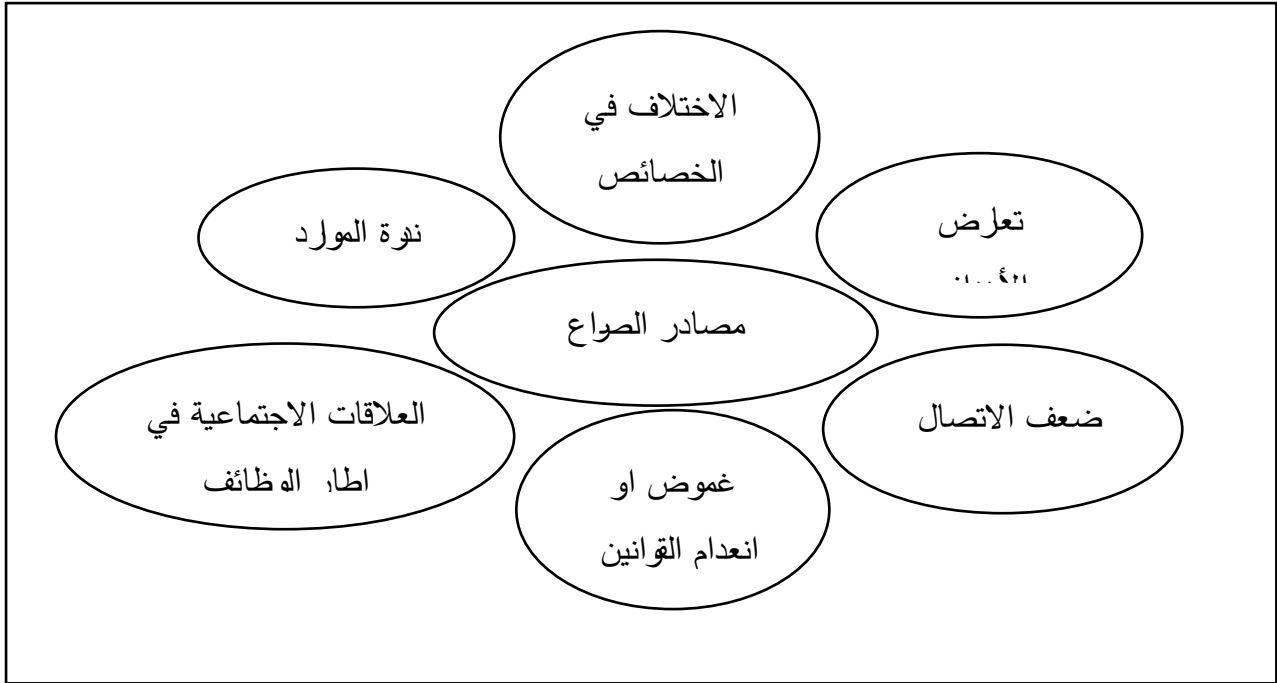 الاختلاف في
الخصائص
تعارض
ندرة الموارد
مصادر الصراع
العلاقات الاجتماعية في
اطار الوظائف
ضعف الاتصال
غموض او
انعدام القوانين